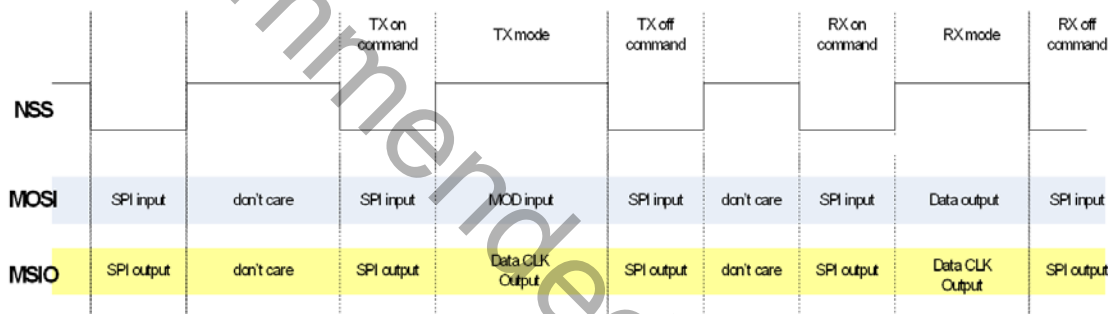 TX on command
TX mode
TX off command
RX on command
RX mode
RX off command
NSS
MOSI
SPI input
don't care
SPI input
MOD input
SPI input
don't care
SPI input
Data output
SPI input
MSIO
SPI output
don't care
SPI output
Data CLK
Output
SPI output
don't care
SPI output
Data CLK
Output
SPI output